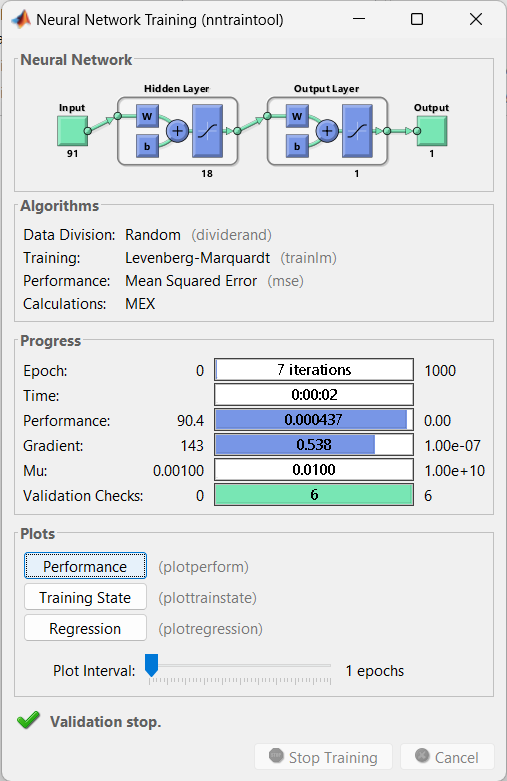 Neural Network Training (nntraintool)
Neural Network
Hidden Layer
Output Layer
Input
Output
W
W
b
b
+
+
91
18
1
1
Algorithms
Data Division: Random (dividerand)
Training: Levenberg-Marquardt (trainlm)
Performance: Mean Squared Error (mse)
Calculations: MEX
Progress
Epoch: 0 7 iterations 1000
Time: 0:00:02
Performance: 90.4 0.000437 0.00
Gradient: 143 0.538 1.00e-07
Mu: 0.00100 0.0100 1.00e+10
Validation Checks: 0 6 6
Plots
Performance (plotperform)
Training State (plottrainstate)
Regression (plotregression)
Plot Interval: 1 epochs
Validation stop.
Stop Training Cancel